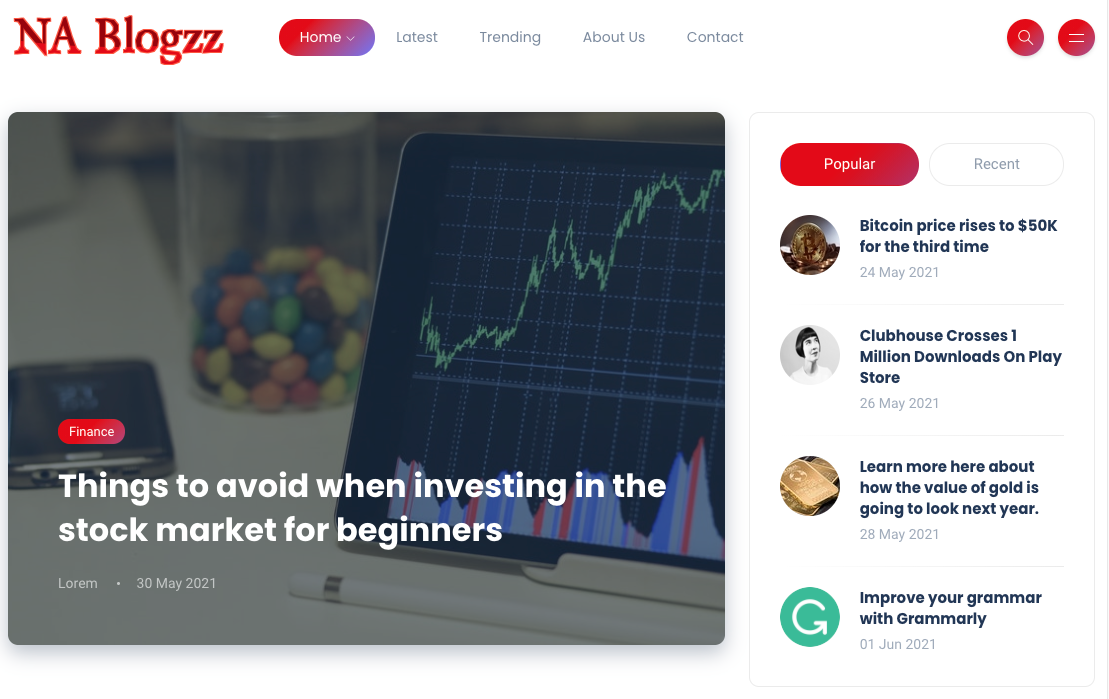 NA Blogzz
Home
Latest
Trending
About Us
Contact
Finance
Things to avoid when investing in the
stock market for beginners
Lorem • 30 May 2021
Popular
Recent
Bitcoin price rises to $50K
for the third time
24 May 2021
Clubhouse Crosses 1
Million Downloads On Play
Store
26 May 2021
Learn more here about
how the value of gold is
going to look next year.
28 May 2021
Improve your grammar
with Grammarly
01 Jun 2021